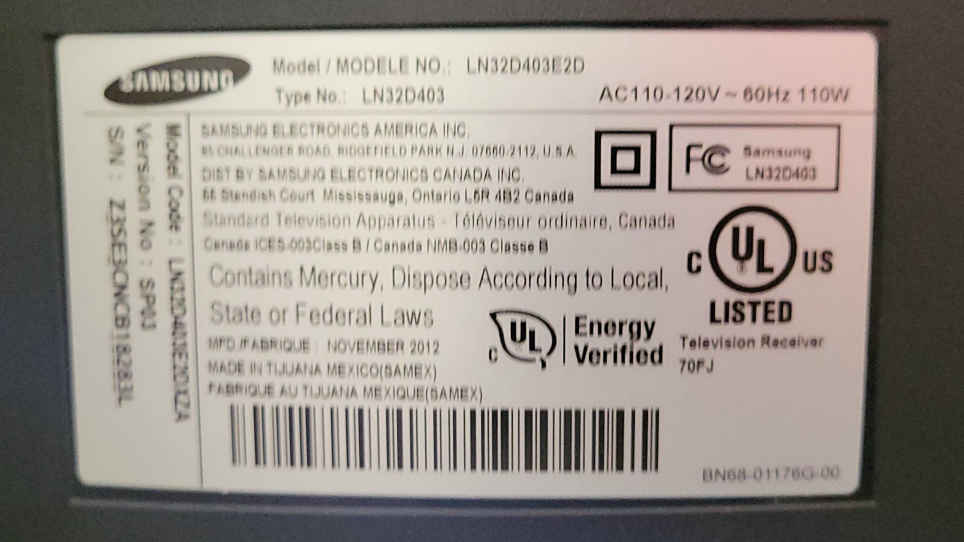 SAMSUNG
Model / MODELE NO.: LN32D403E2D
Type No.: LN32D403
AC110-120V ~ 60Hz 110W
Model Code : LN32D403E2DXZA
Version No : SP03
S/N : Z3SE3CNCB18283L
SAMSUNG ELECTRONICS AMERICA INC.
85 CHALLENGER ROAD, RIDGEFIELD PARK N.J. 07660-2112, U.S.A.
DIST BY SAMSUNG ELECTRONICS CANADA INC.
55 Standish Court Mississauga, Ontario L5R 4B2 Canada
Standard Television Apparatus - Téléviseur ordinaire, Canada
Canada ICES-003Class B / Canada NMB-003 Classe B
Contains Mercury, Dispose According to Local,
State or Federal Laws
MFD /FABRIQUE : NOVEMBER 2012
MADE IN TIJUANA MEXICO(SAMEX)
FABRIQUE AU TIJUANA MEXIQUE(SAMEX)
FC
Samsung
LN32D403
C UL US
LISTED
Television Receiver
70FJ
C UL
Energy
Verified
BN68-01176G-00